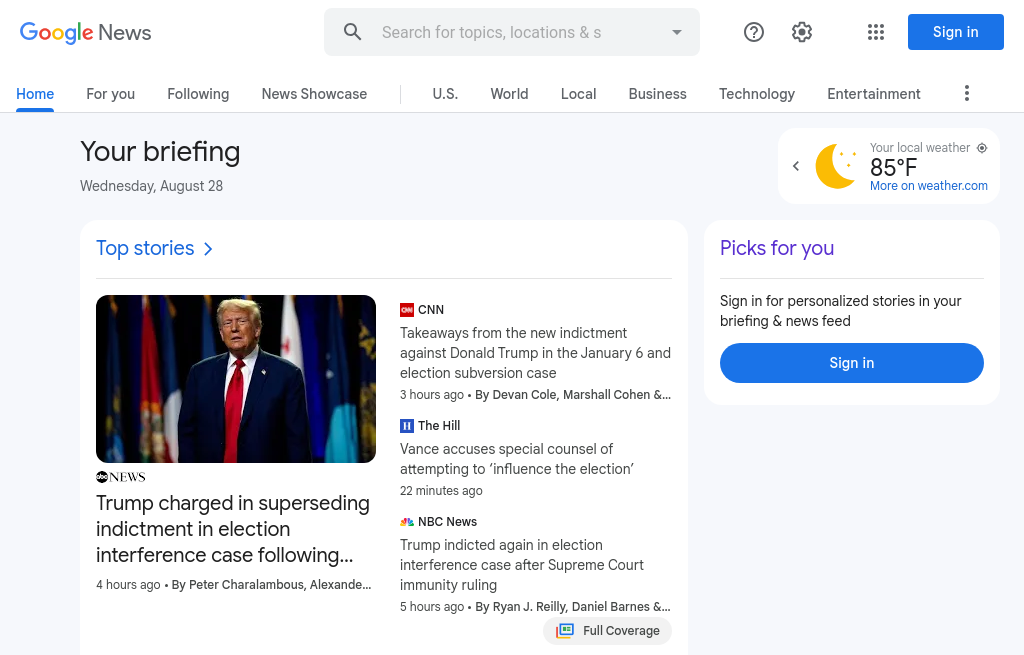 Google News
Search for topics, locations & s
Sign in
Home
For you
Following
News Showcase
U.S.
World
Local
Business
Technology
Entertainment
Your briefing
Wednesday, August 28
Your local weather
85°F
More on weather.com
Top stories
abc NEWS
Trump charged in superseding
indictment in election
interference case following...
4 hours ago • By Peter Charalambous, Alexande...
CNN
Takeaways from the new indictment
against Donald Trump in the January 6 and
election subversion case
3 hours ago • By Devan Cole, Marshall Cohen &...
H The Hill
Vance accuses special counsel of
attempting to ‘influence the election’
22 minutes ago
NBC News
Trump indicted again in election
interference case after Supreme Court
immunity ruling
5 hours ago • By Ryan J. Reilly, Daniel Barnes &...
Full Coverage
Picks for you
Sign in for personalized stories in your
briefing & news feed
Sign in